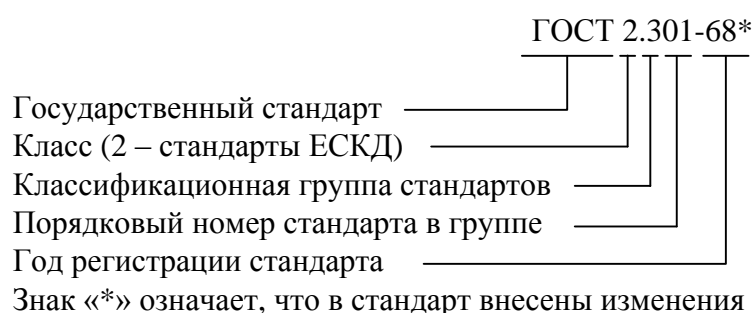 ГОСТ 2.301-68*
Государственный стандарт
Класс (2 – стандарты ЕСКД)
Классификационная группа стандартов
Порядковый номер стандарта в группе
Год регистрации стандарта
Знак «*» означает, что в стандарт внесены изменения